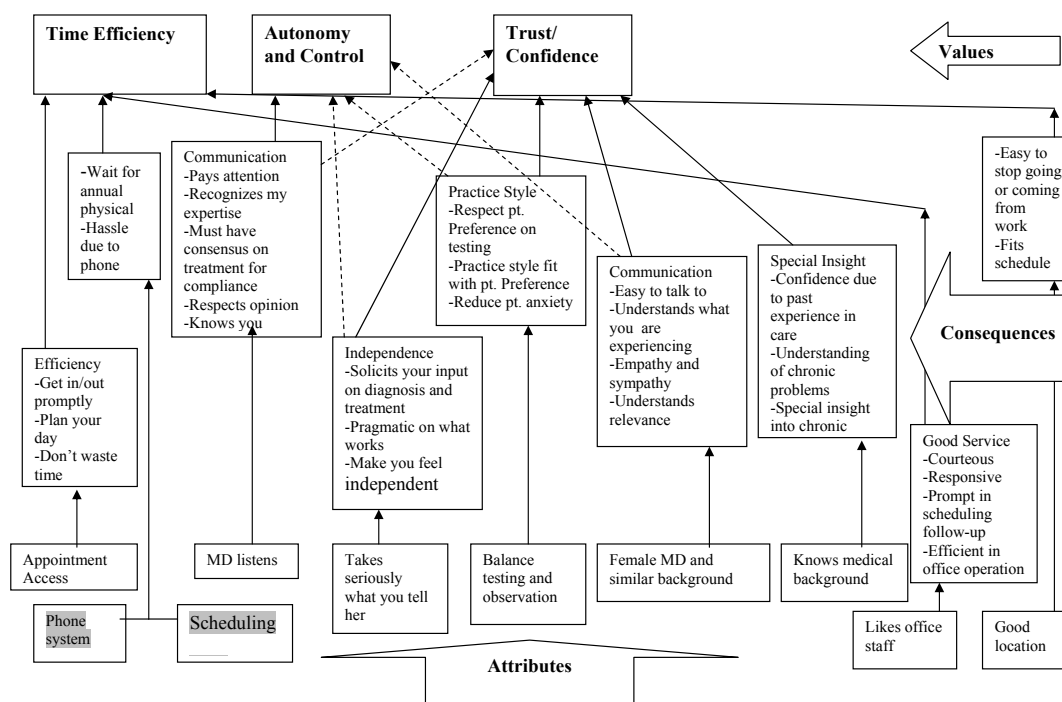 Time Efficiency
Autonomy
and Control
Trust/
Confidence
Values
-Wait for
annual
physical
-Hassle
due to
phone
Communication
-Pays attention
-Recognizes my
expertise
-Must have
consensus on
treatment for
compliance
-Respects opinion
-Knows you
Practice Style
-Respect pt.
Preference on
testing
-Practice style fit
with pt. Preference
-Reduce pt. anxiety
-Easy to
stop going
or coming
from
work
-Fits
schedule
Communication
-Easy to talk to
-Understands what
you are
experiencing
-Empathy and
sympathy
-Understands
relevance
Special Insight
-Confidence due
to past
experience in
care
-Understanding
of chronic
problems
-Special insight
into chronic
Consequences
Efficiency
-Get in/out
promptly
-Plan your
day
-Don’t waste
time
Independence
-Solicits your input
on diagnosis and
treatment
-Pragmatic on what
works
-Make you feel
independent
Good Service
-Courteous
-Responsive
-Prompt in
scheduling
follow-up
-Efficient in
office operation
Appointment
Access
MD listens
Takes
seriously
what you tell
her
Balance
testing and
observation
Female MD and
similar background
Knows medical
background
Phone
system
Scheduling
Likes office
staff
Good
location
Attributes